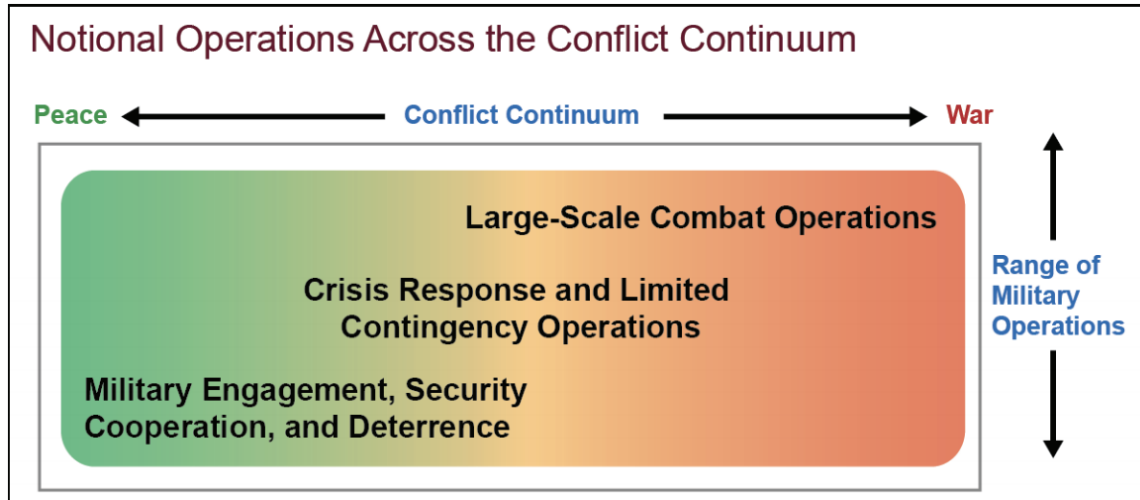 Notional Operations Across the Conflict Continuum
Peace Conflict Continuum War
Large-Scale Combat Operations
Crisis Response and Limited
Contingency Operations
Military Engagement, Security
Cooperation, and Deterrence
Range of
Military
Operations